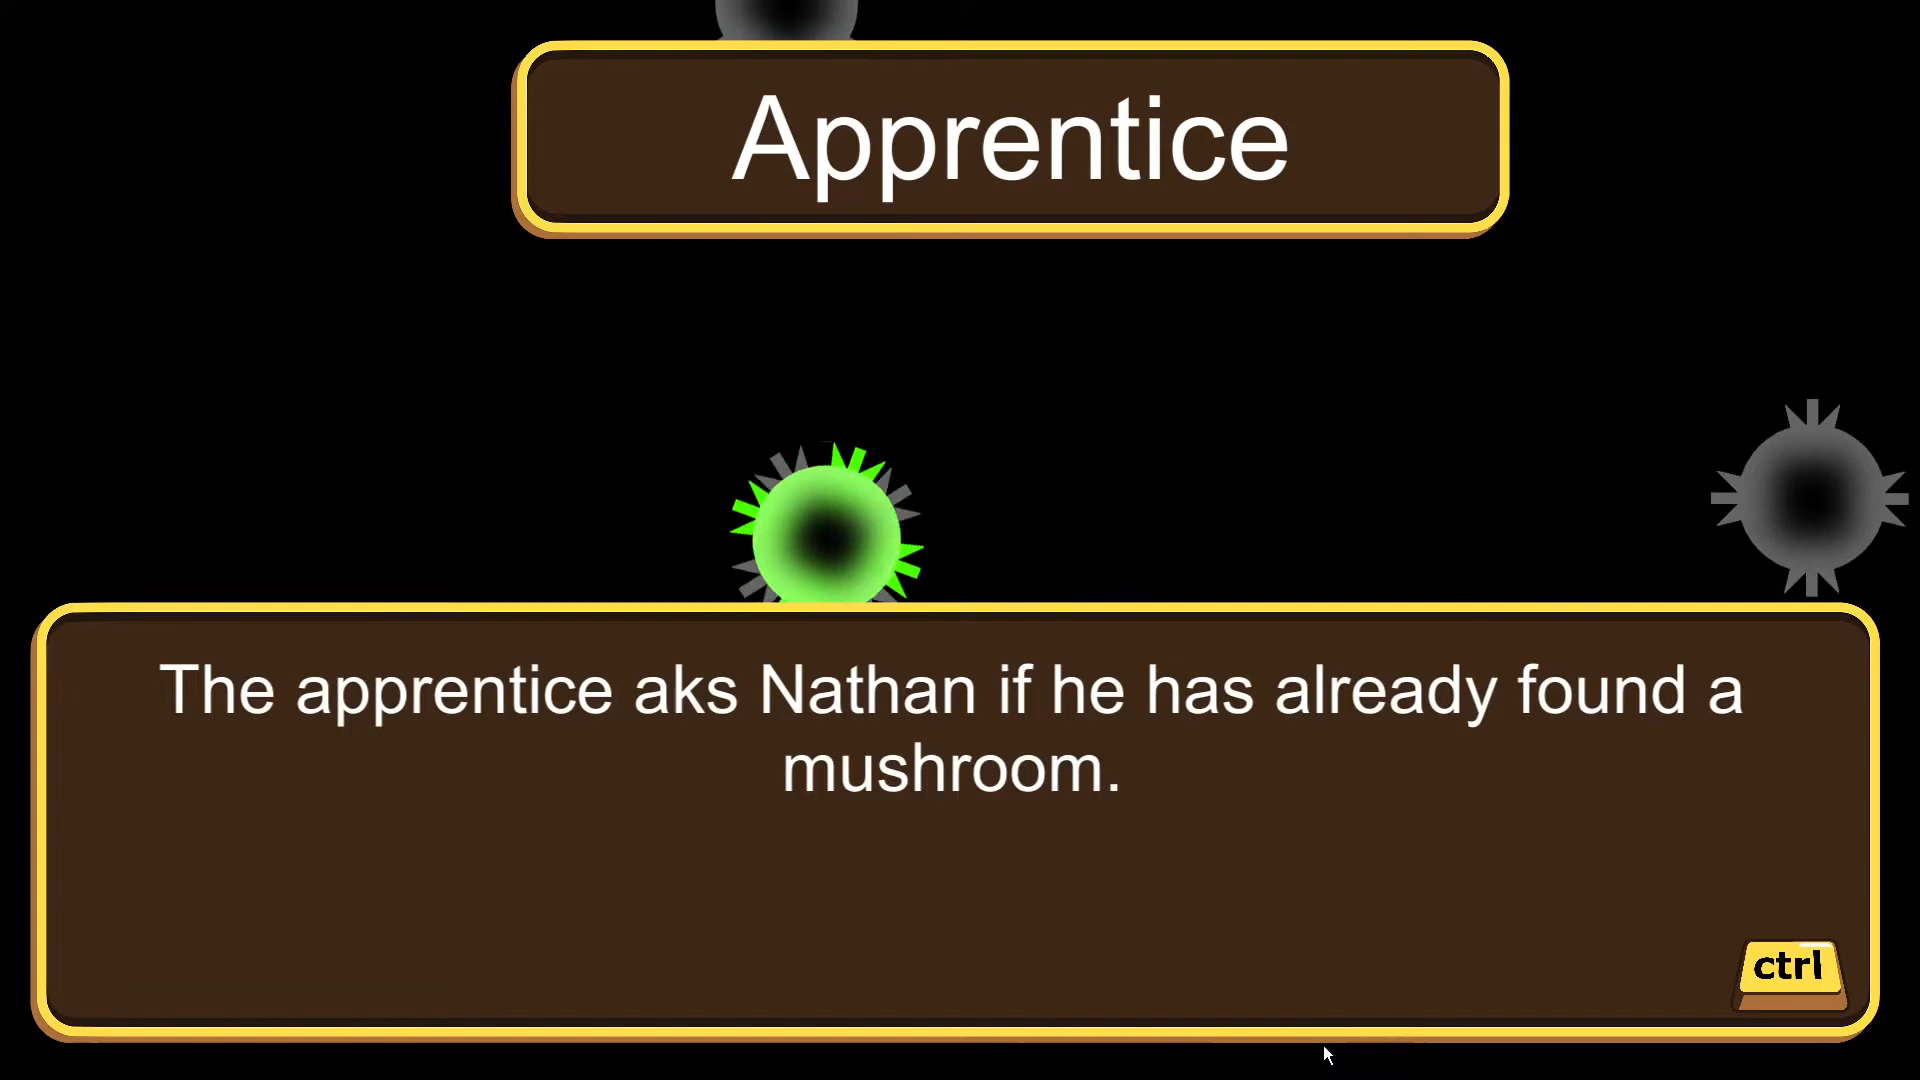 Apprentice
The apprentice aks Nathan if he has already found a
mushroom.
ctrl